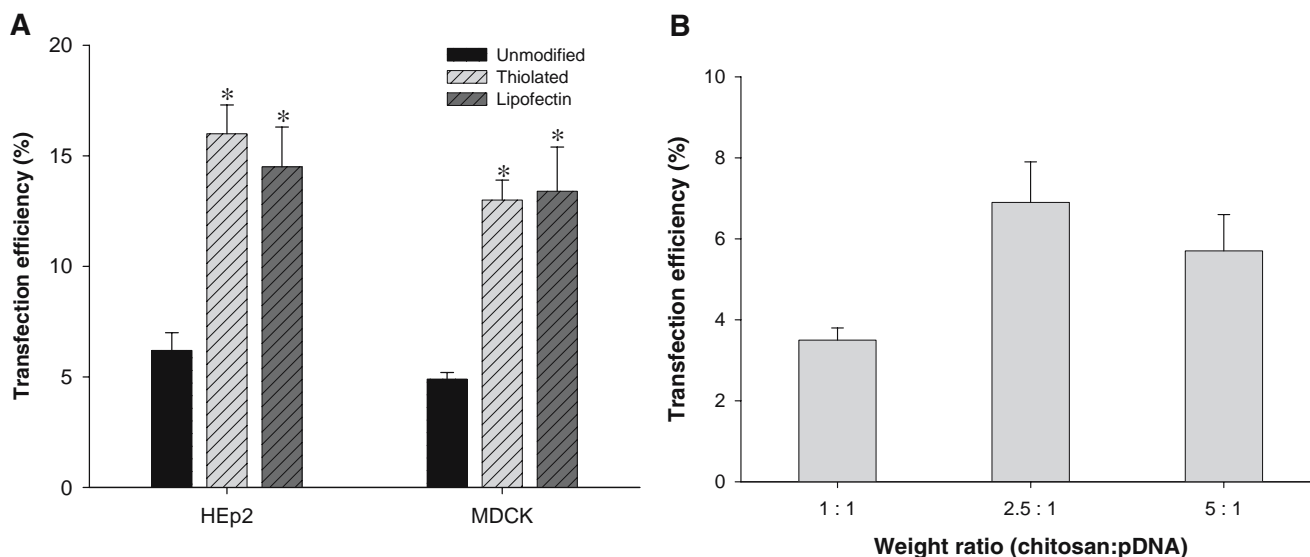 A
Transfection efficiency (%)
20
15
10
5
0
Unmodified
Thiolated
Lipofectin
*
*
*
*
HEp2
MDCK
B
Transfection efficiency (%)
10
8
6
4
2
0
1 : 1
2.5 : 1
5 : 1
Weight ratio (chitosan:pDNA)